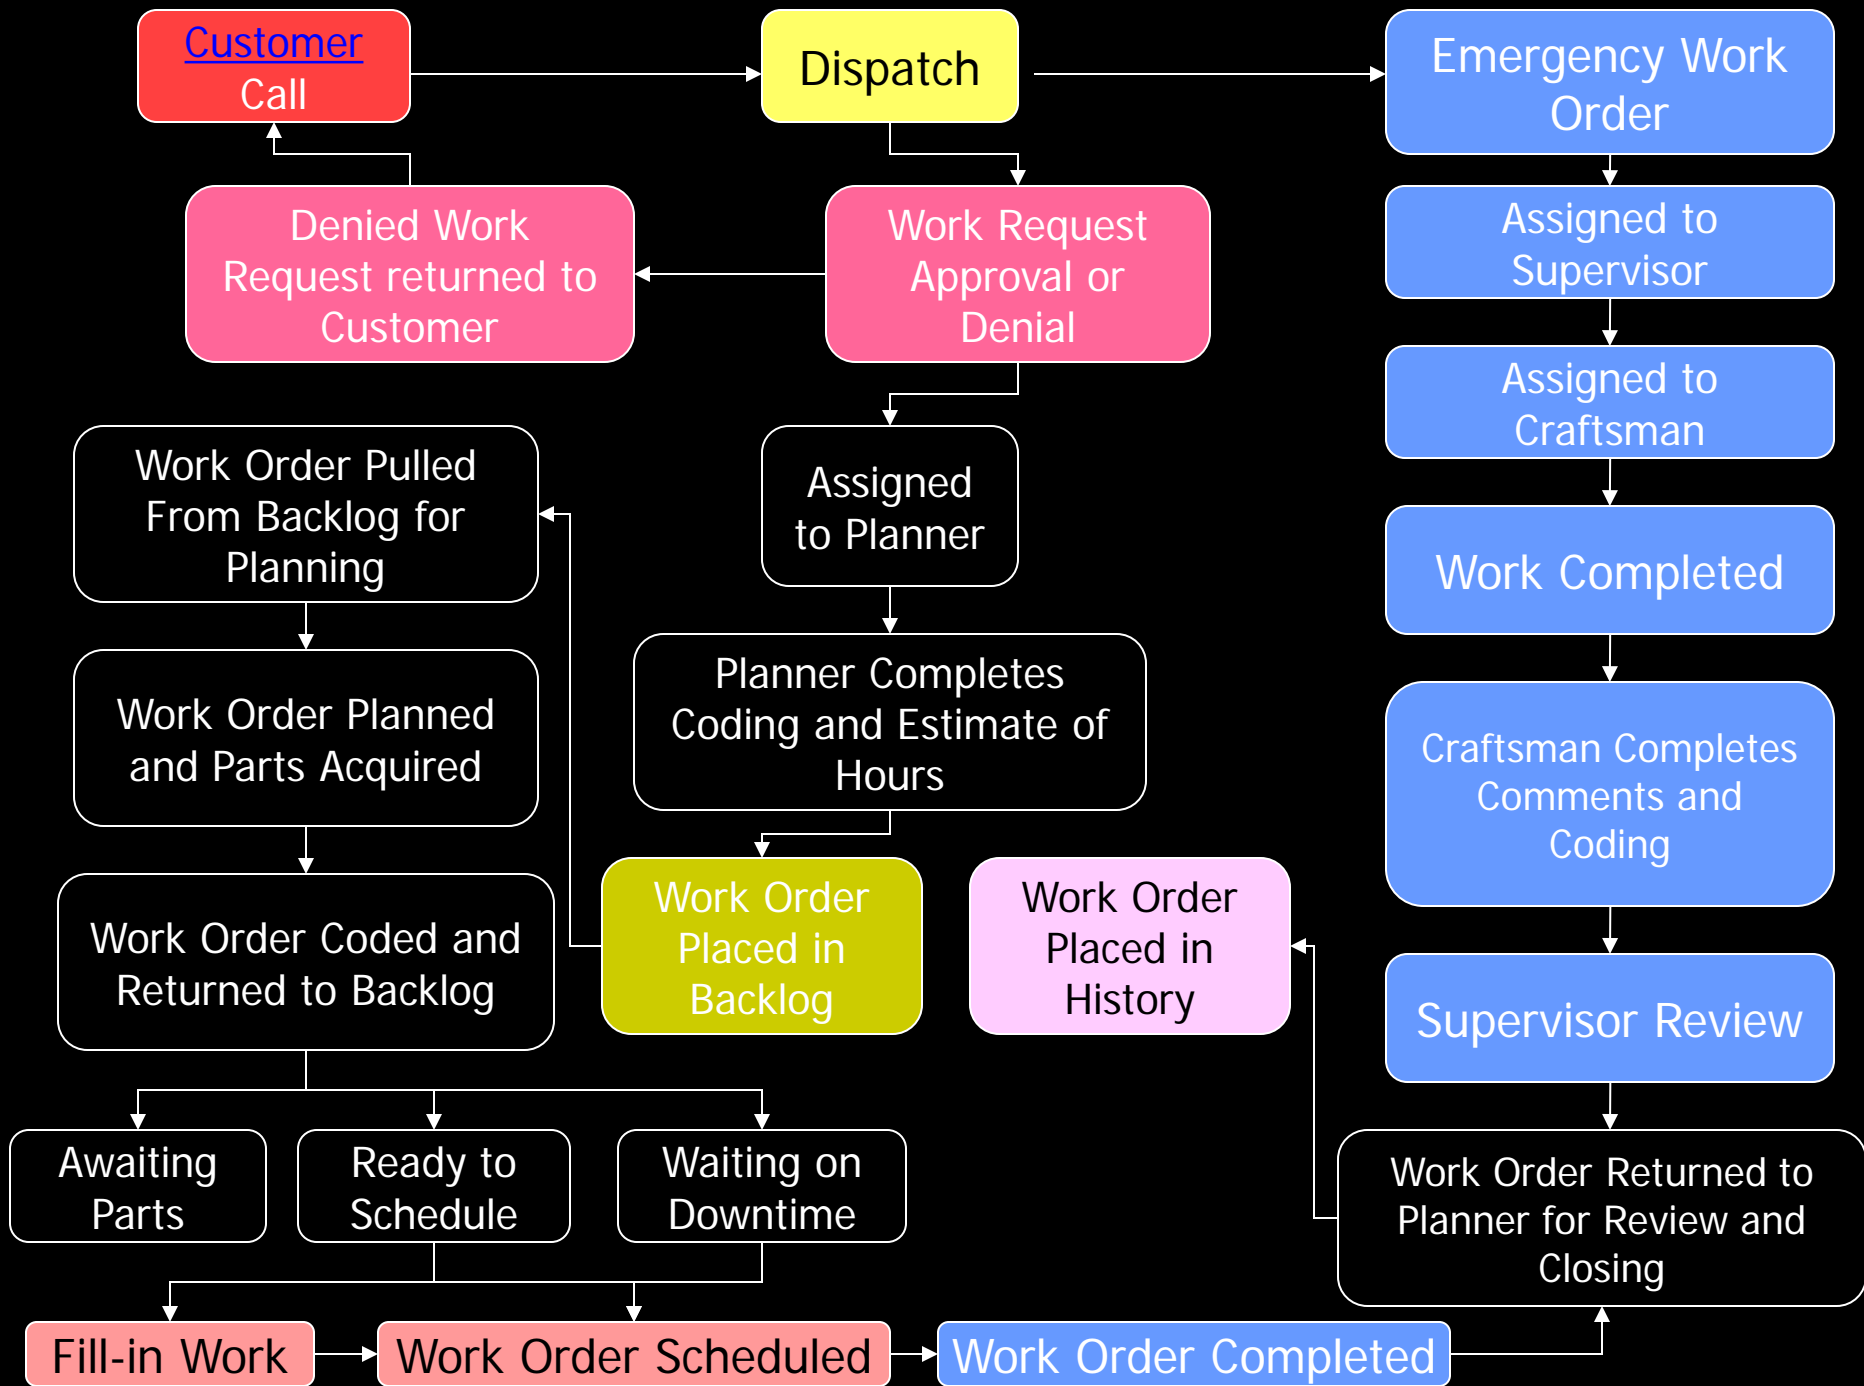 Customer
Call
Dispatch
Emergency Work
Order
Denied Work
Request returned to
Customer
Work Request
Approval or
Denial
Assigned to
Supervisor
Assigned to
Craftsman
Work Order Pulled
From Backlog for
Planning
Assigned
to Planner
Work Completed
Work Order Planned
and Parts Acquired
Planner Completes
Coding and Estimate of
Hours
Craftsman Completes
Comments and
Coding
Work Order Coded and
Returned to Backlog
Work Order
Placed in
Backlog
Work Order
Placed in
History
Supervisor Review
Awaiting
Parts
Ready to
Schedule
Waiting on
Downtime
Work Order Returned to
Planner for Review and
Closing
Fill-in Work
Work Order Scheduled
Work Order Completed